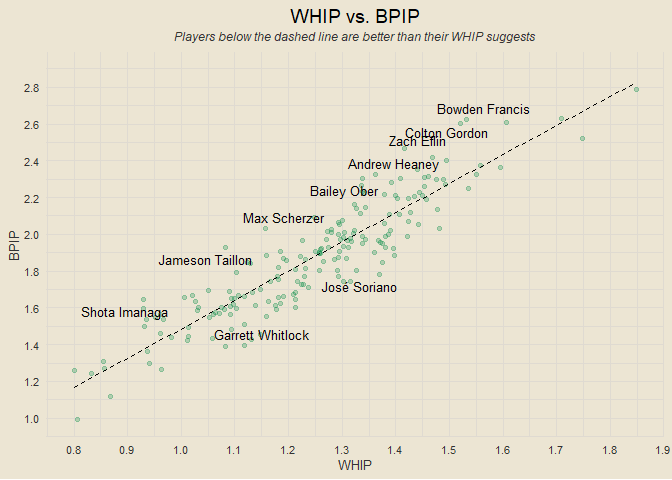 WHIP vs. BPIP
Players below the dashed line are better than their WHIP suggests
BPIP
2.8
2.6
2.4
2.2
2.0
1.8
1.6
1.4
1.2
1.0
Bowden Francis
Colton Gordon
Zach Eflin
Andrew Heaney
Bailey Ober
Max Scherzer
Jameson Taillon
Jose Soriano
Shota Imanaga
Garrett Whitlock
0.8 0.9 1.0 1.1 1.2 1.3 1.4 1.5 1.6 1.7 1.8 1.9
WHIP